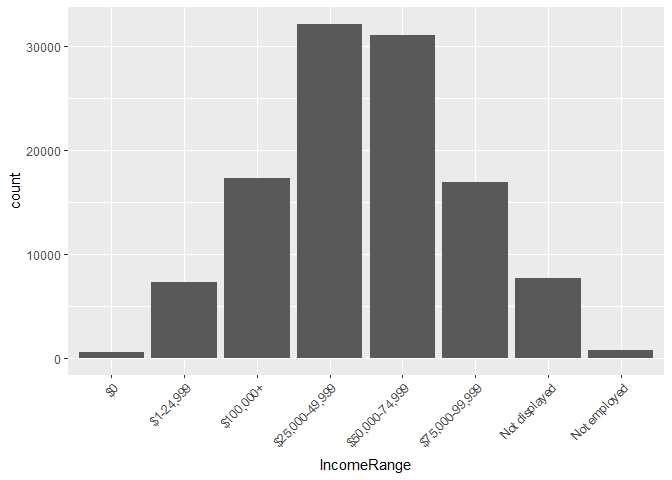 count
30000
20000
10000
0
$0
$1-24,999
$100,000+
$25,000-49,999
$50,000-74,999
$75,000-99,999
Not displayed
Not employed
IncomeRange